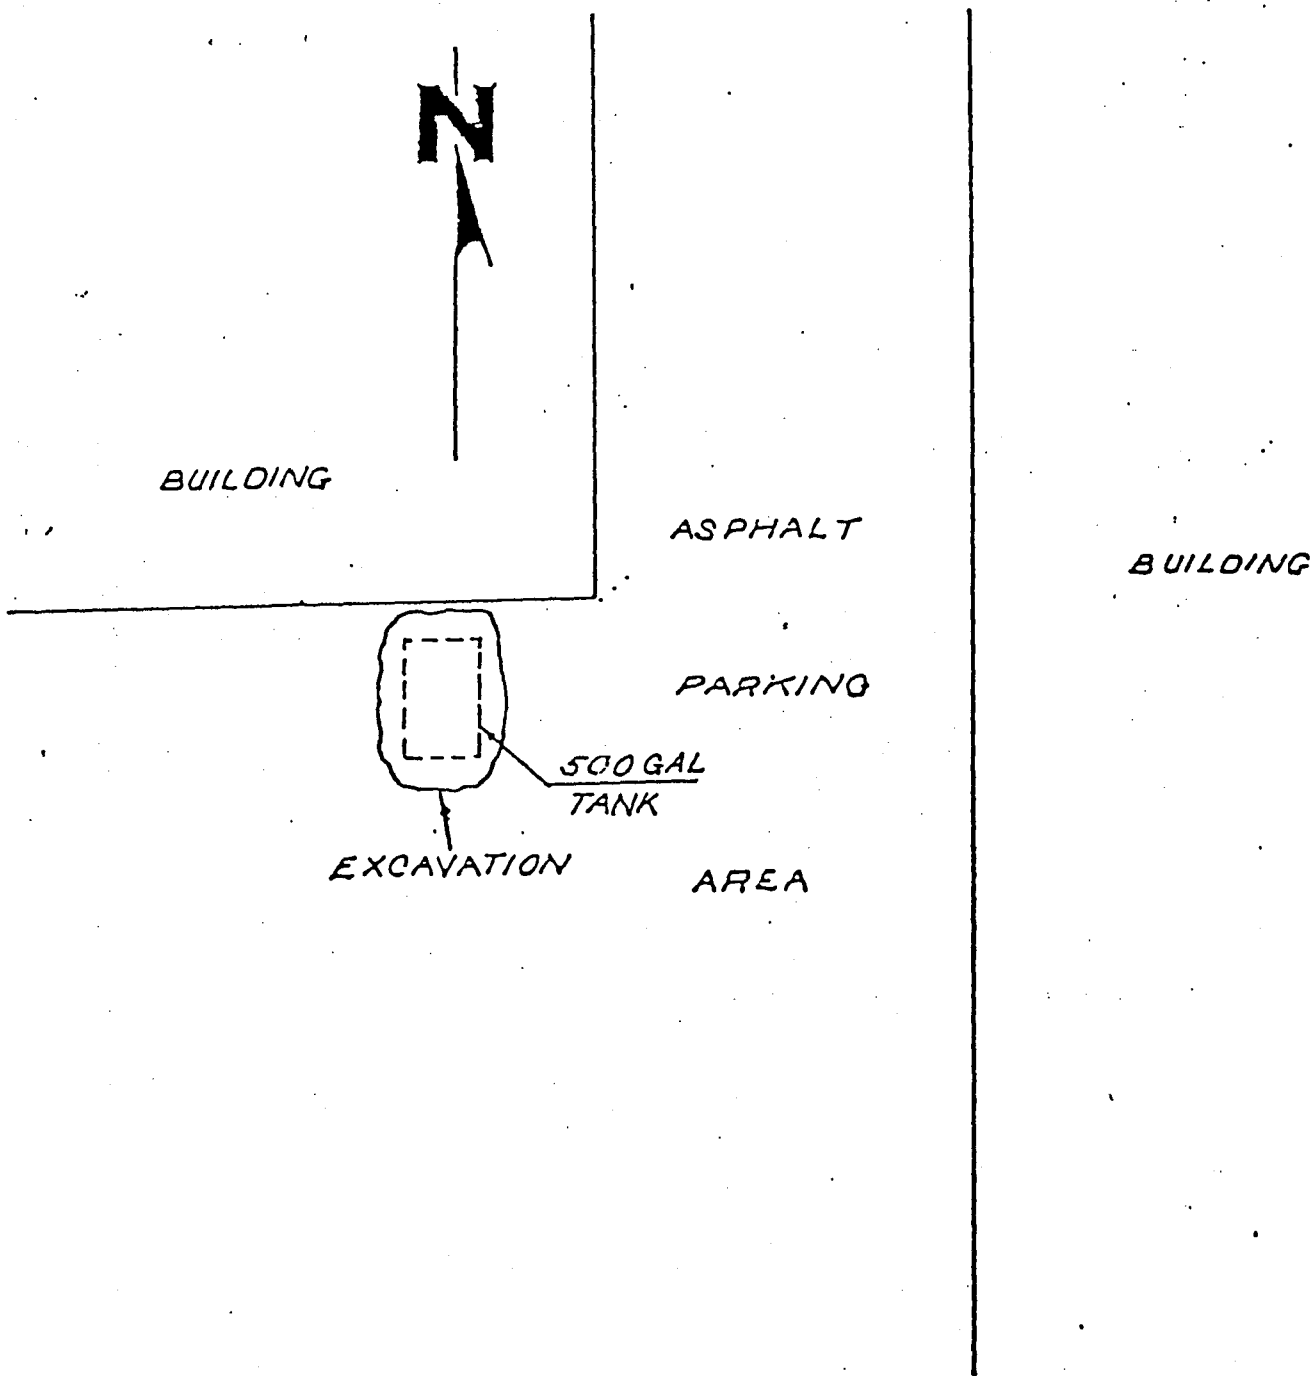 N
BUILDING
ASPHALT
BUILDING
PARKING
500 GAL
TANK
EXCAVATION
AREA